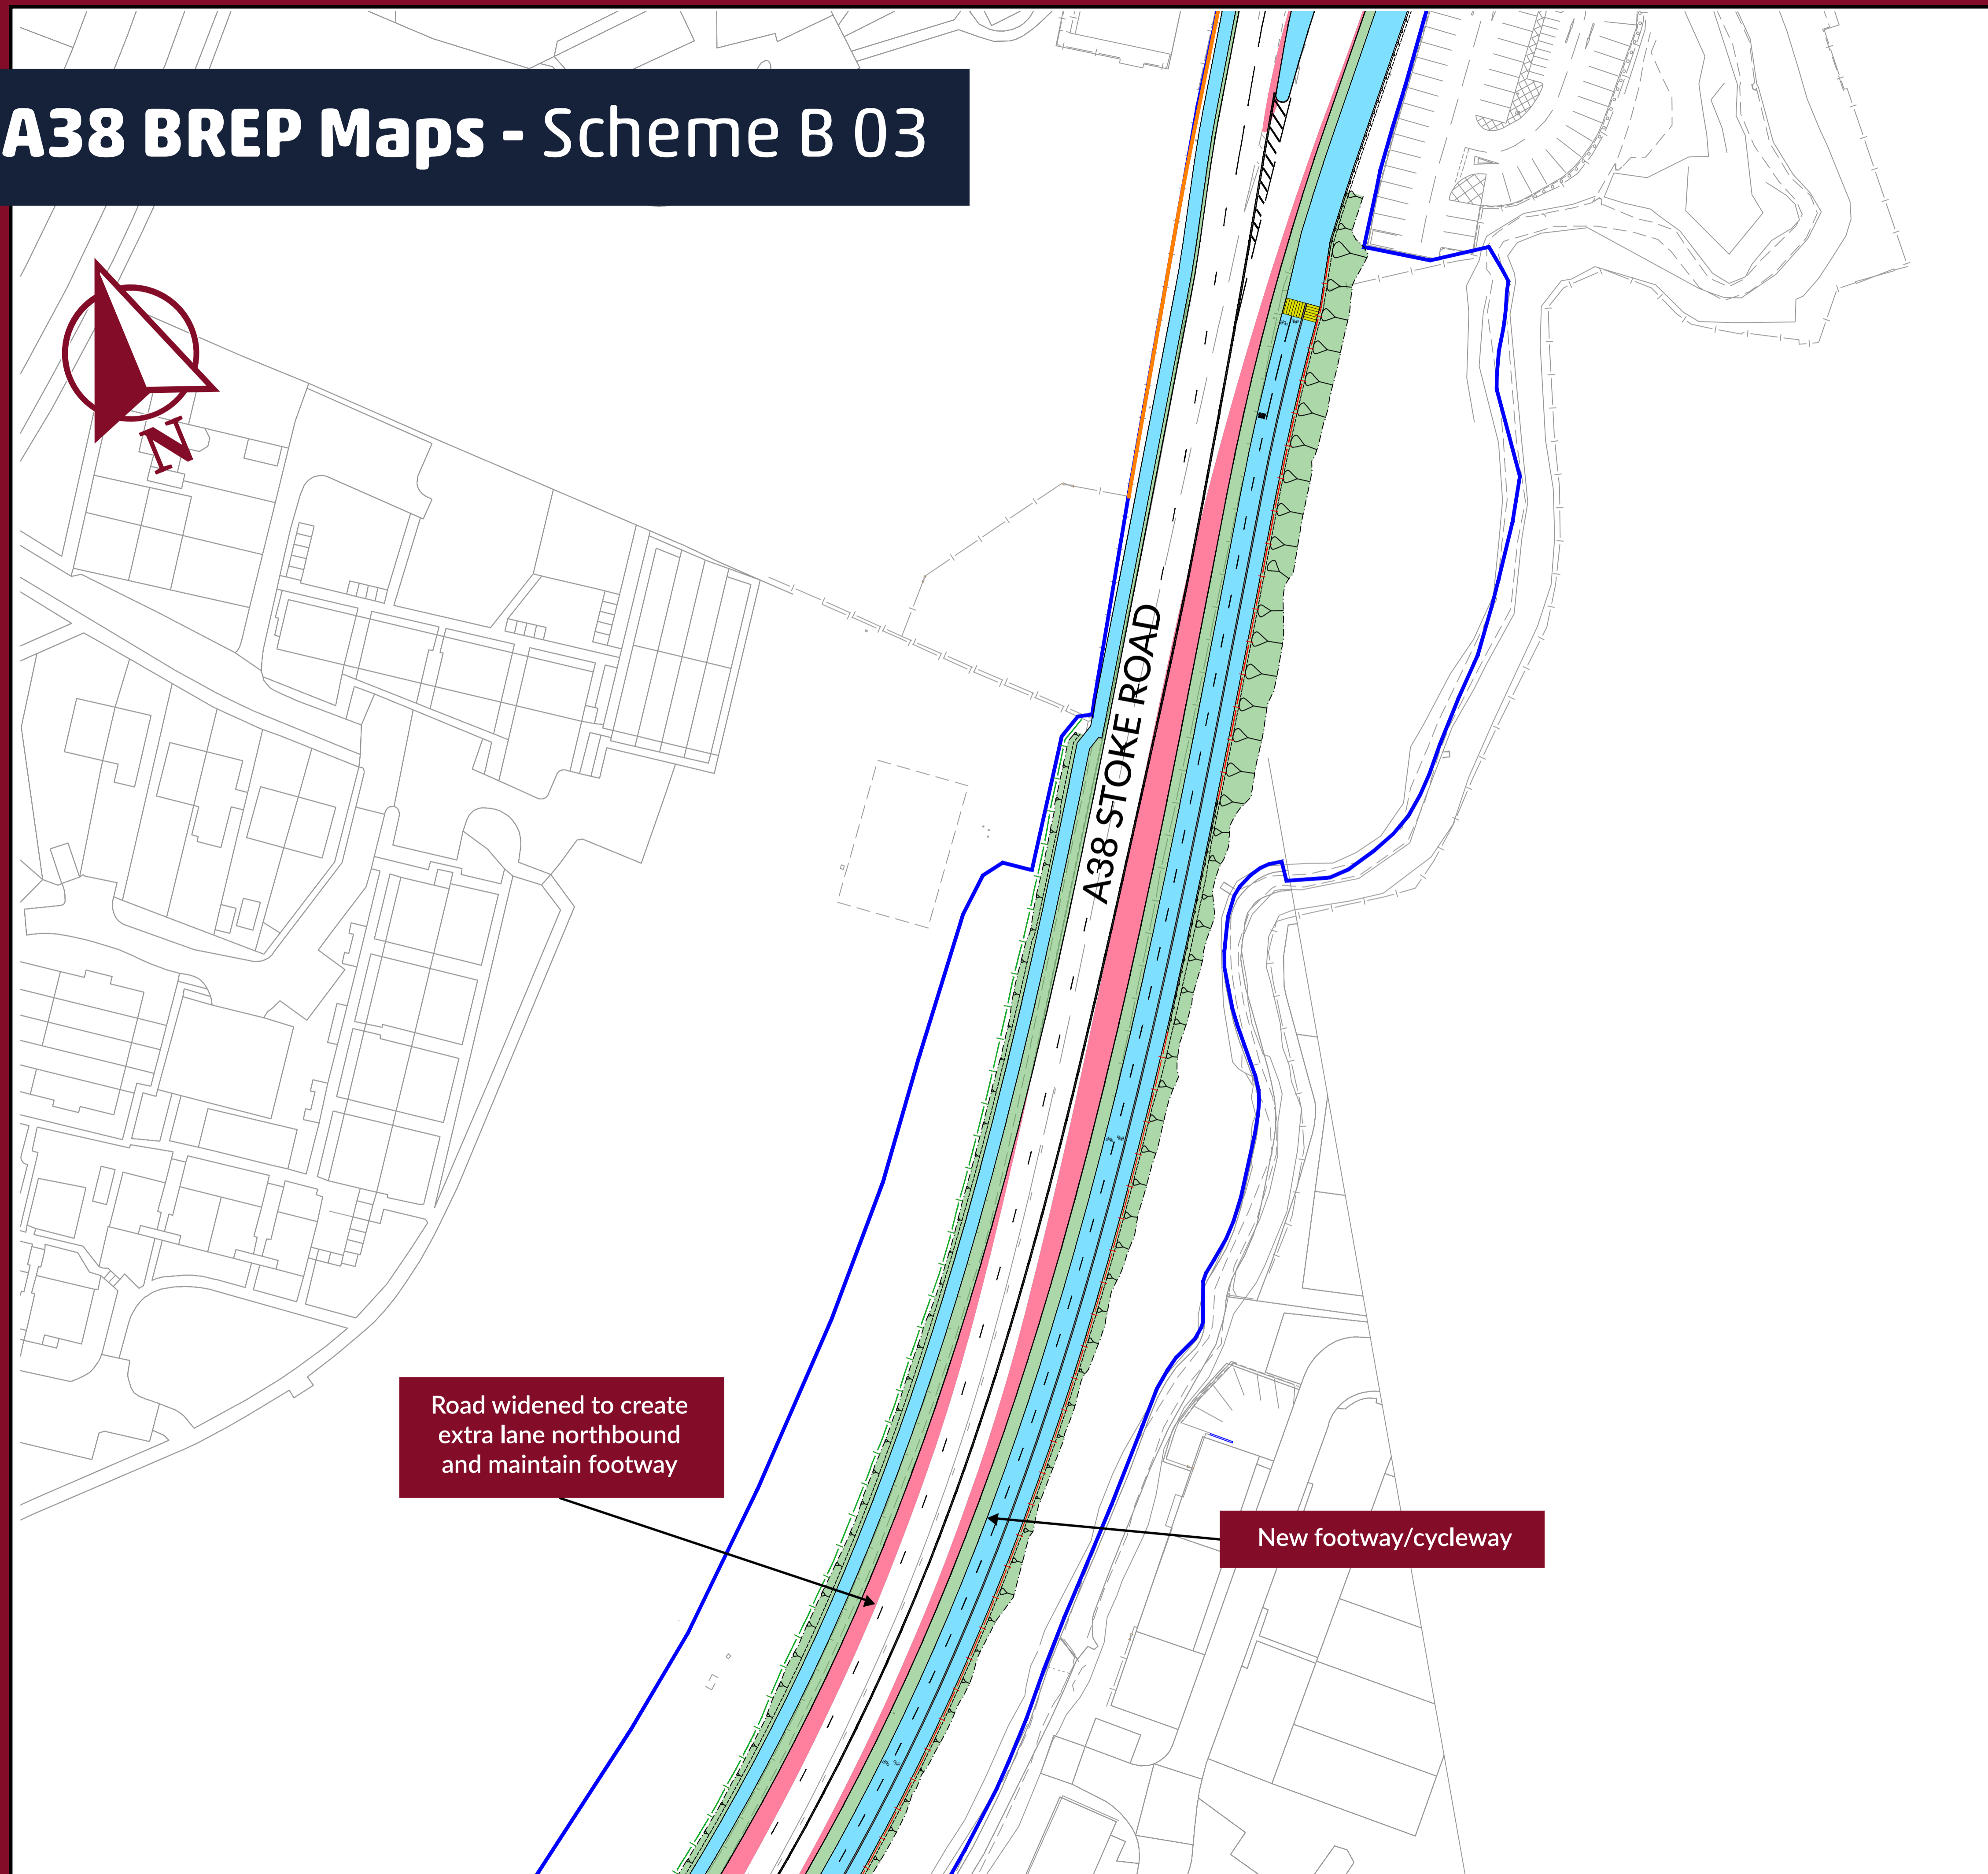 A38 BREP Maps - Scheme B 03
N
A38 STOKE ROAD
Road widened to create
extra lane northbound
and maintain footway
New footway/cycleway